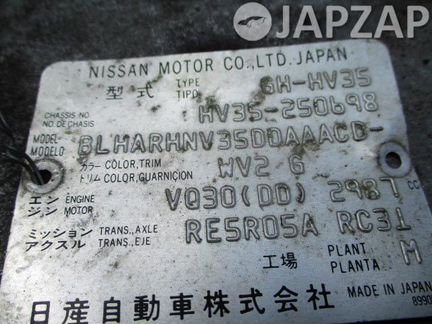 JAPZAP
NISSAN MOTOR CO., LTD. JAPAN
型式 TYPE TIPO GH-HV35
CHASSIS NO. NO DE CHASIS HV35-250698
MODEL- MODELO BLHARHNV35DDAAACD-
カラー COLOR, TRIM
トリム COLOR, GUARNICION WV2 G
エンジン ENGINE MOTOR VQ30(DD) 2987 CC
ミッション TRANS., AXLE
アクスル TRANS., EJE RE5R05A RC31
工場 PLANT PLANTA M
日産自動車株式会社 MADE IN JAPAN